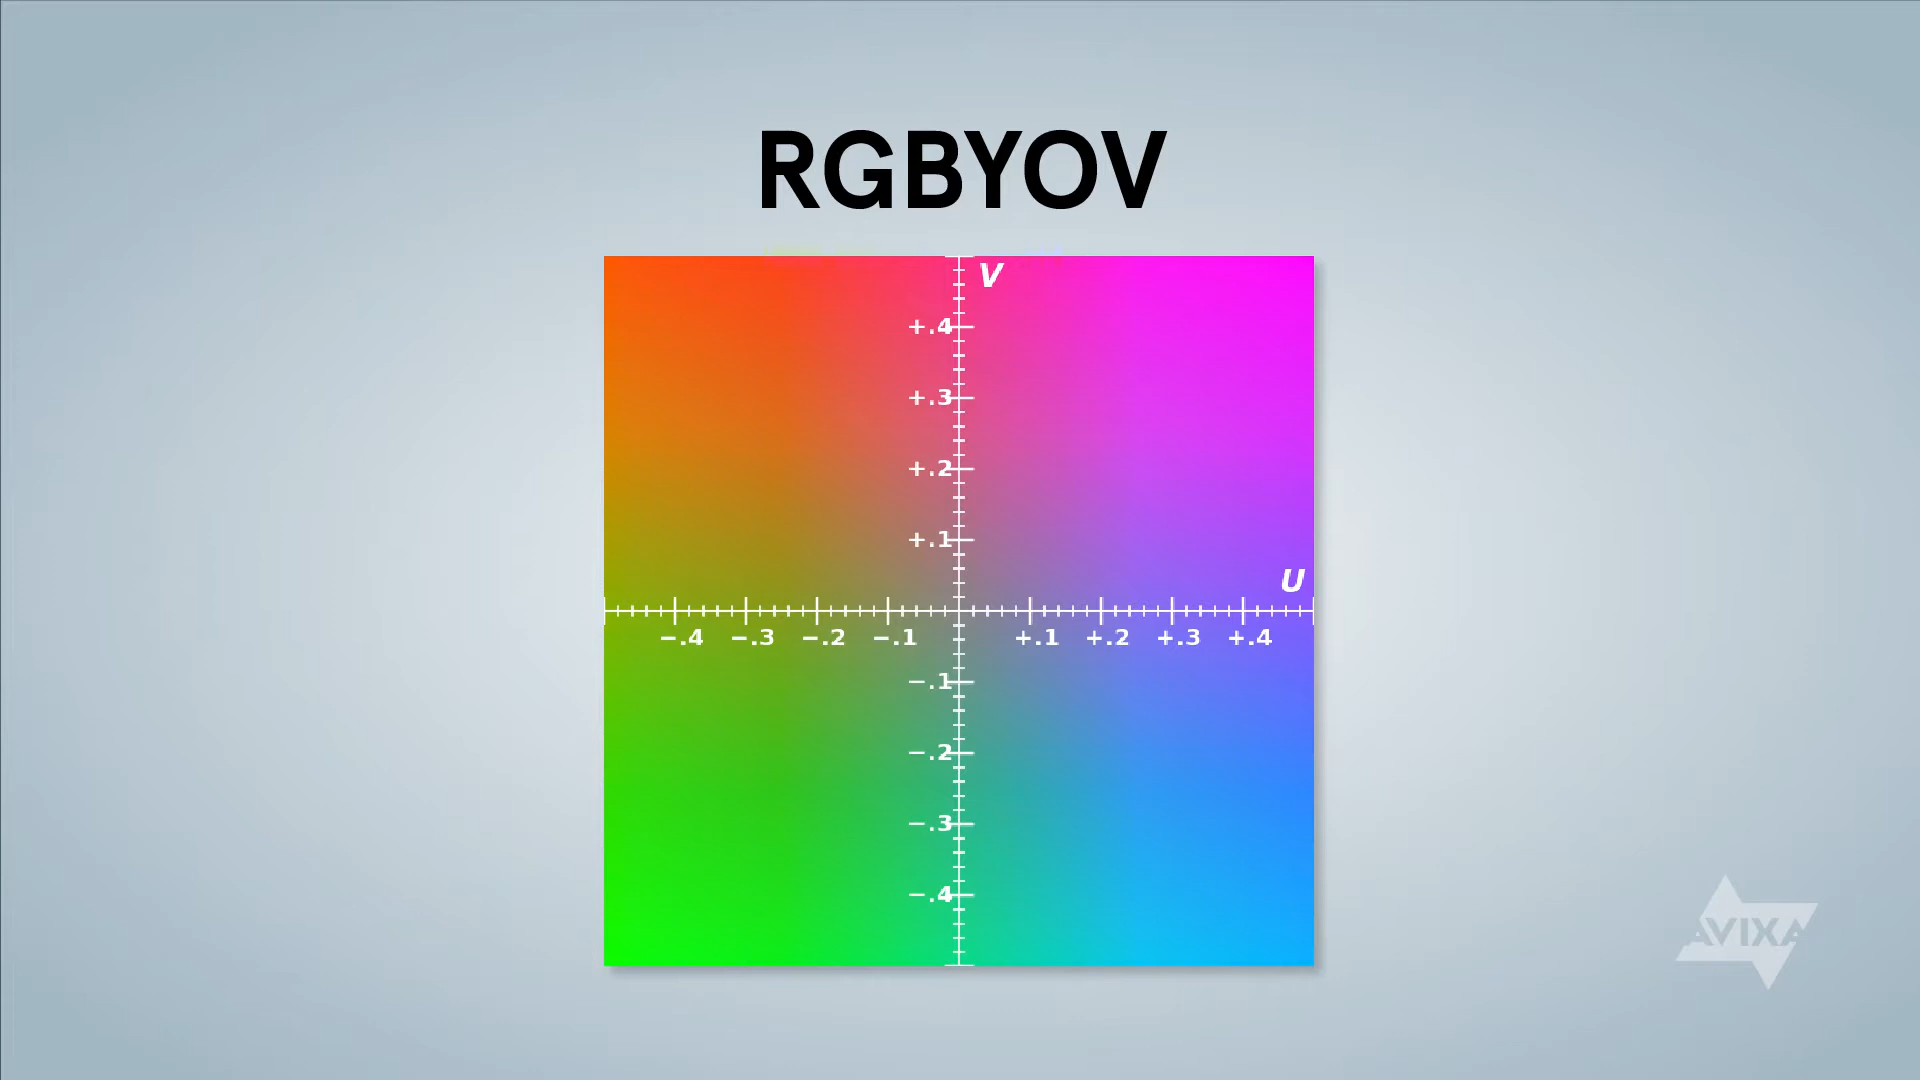 RGBYOV
V
+.4
+.3
+.2
+.1
U
−.4 −.3 −.2 −.1 +.1 +.2 +.3 +.4
−.1
−.2
−.3
−.4
AVIXA